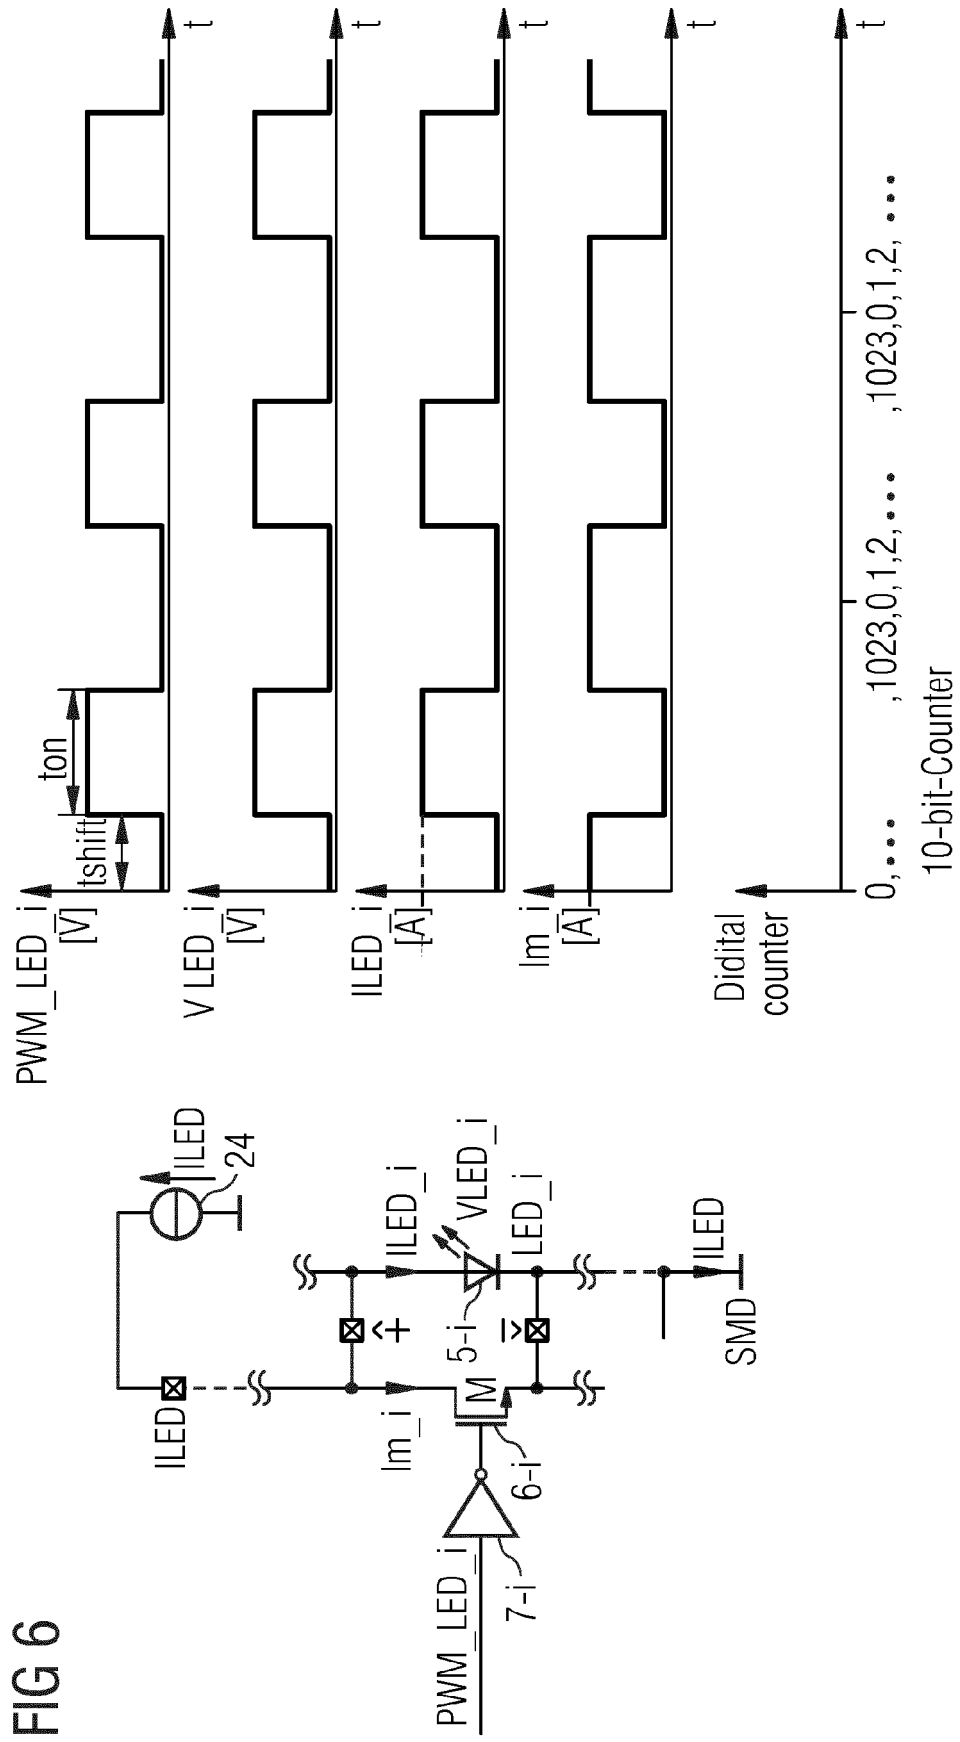 FIG 6
ILED
ILED
24
Im_i
ILED_i
+
−
M
5-i
VLED_i
LED_i
6-i
7-i
PWM_LED_i
ILED
SMD
PWM_LED_i
[V]
tshift
ton
t
V LED_i
[V]
t
ILED_i
[A]
t
Im_i
[A]
t
Didital
counter
t
0,... ,1023,0,1,2,... ,1023,0,1,2, ...
10-bit-Counter